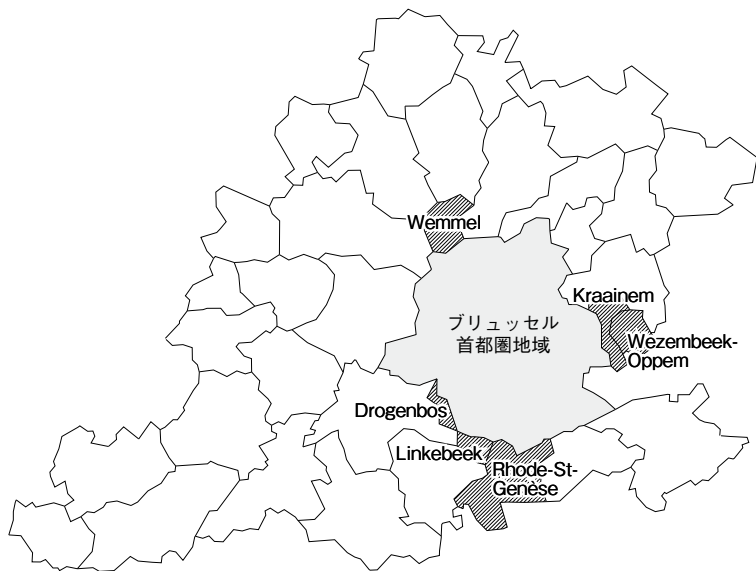 Wemmel
Kraainem
ブリュッセル
首都圏地域
Wezembeek-
Oppem
Drogenbos
Linkebeek
Rhode-St-
Genèse